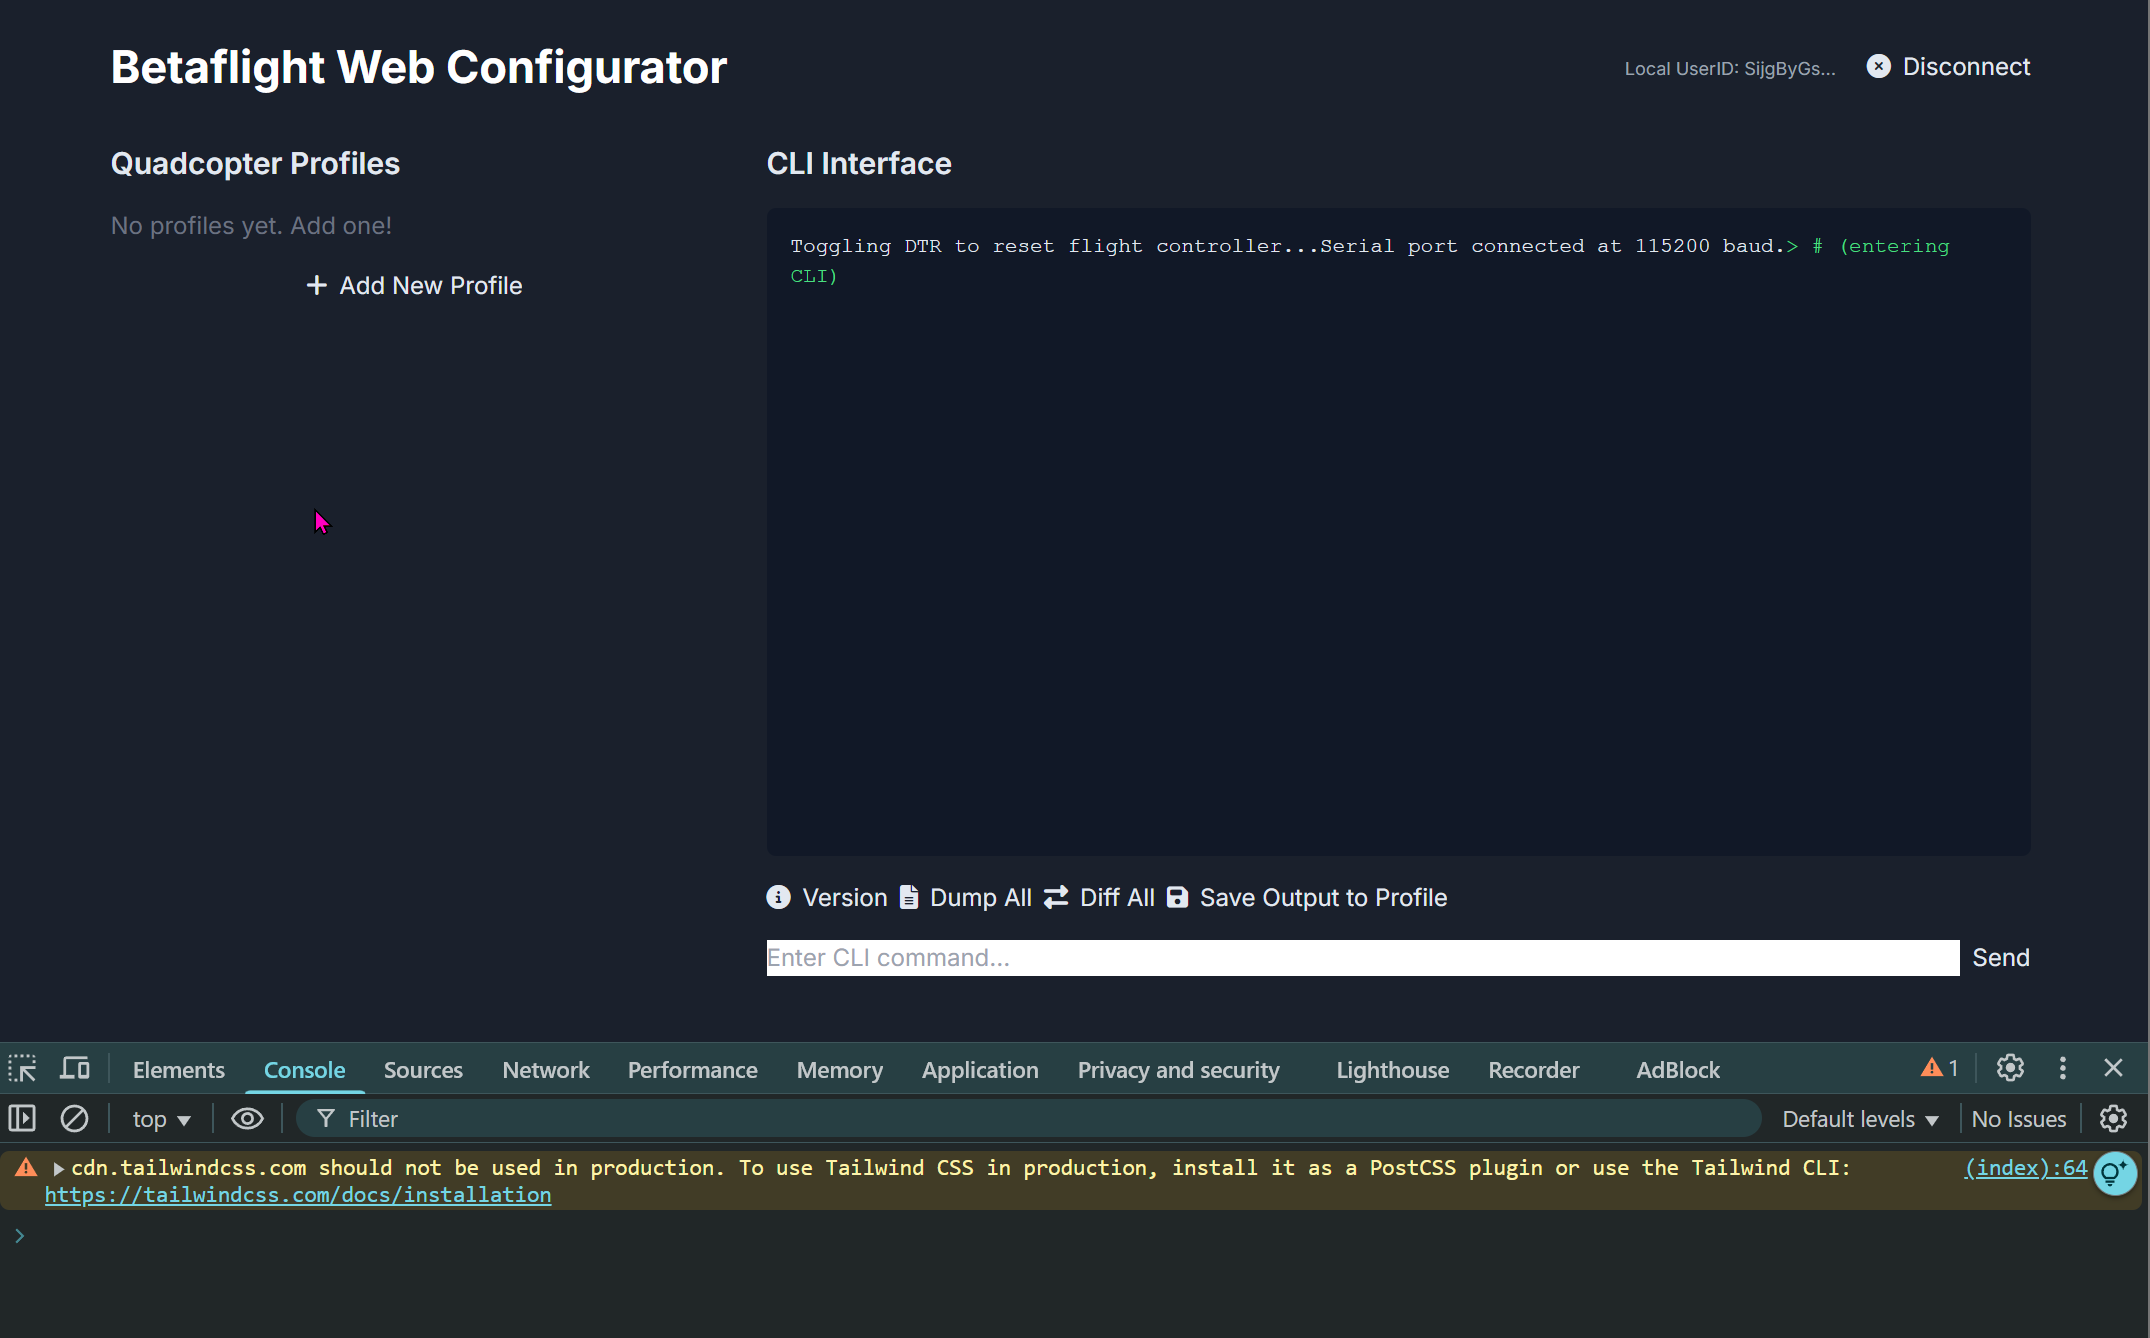 Betaflight Web Configurator
Local UserID: SijgByGs...
Disconnect
Quadcopter Profiles
No profiles yet. Add one!
Add New Profile
CLI Interface
Toggling DTR to reset flight controller...Serial port connected at 115200 baud.> # (entering
CLI)
Version Dump All Diff All Save Output to Profile
Enter CLI command...
Send
Elements Console Sources Network Performance Memory Application Privacy and security Lighthouse Recorder AdBlock 1
top Filter Default levels No Issues
cdn.tailwindcss.com should not be used in production. To use Tailwind CSS in production, install it as a PostCSS plugin or use the Tailwind CLI: (index):64
https://tailwindcss.com/docs/installation